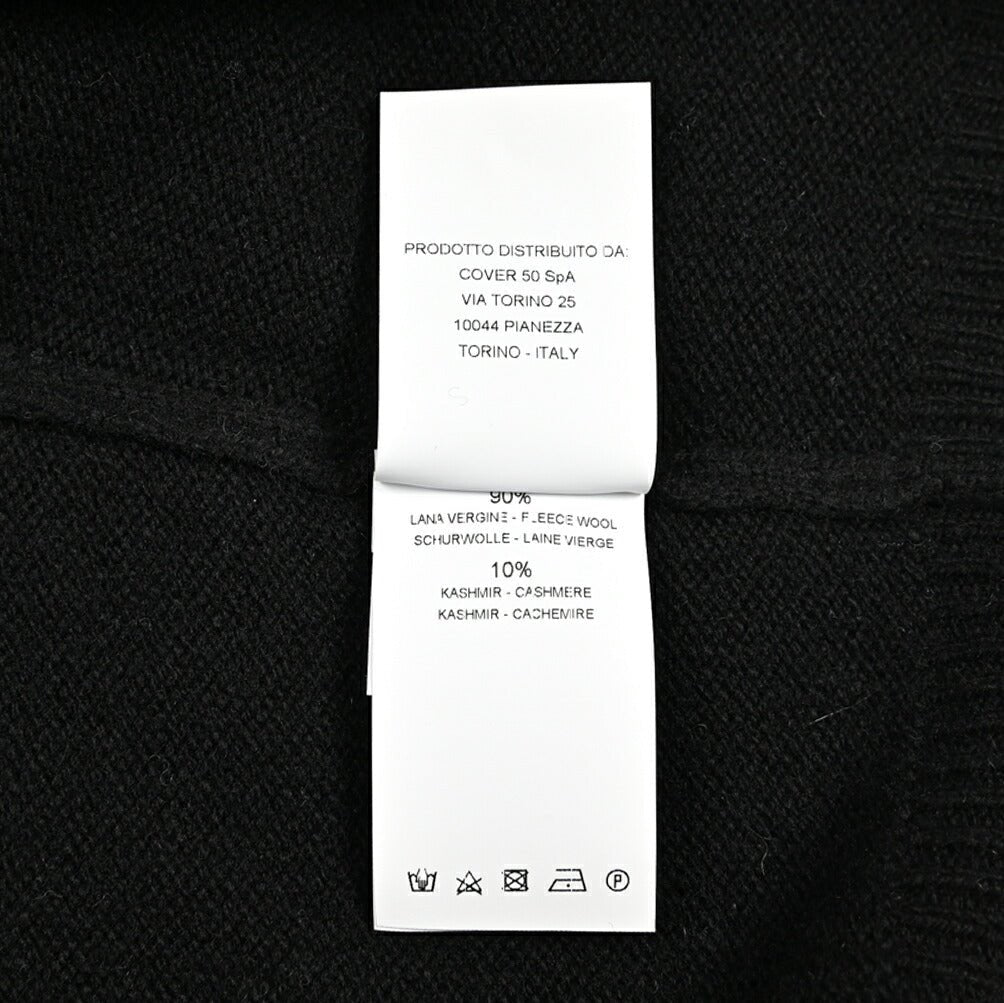 PRODOTTO DISTRIBUITO DA:
COVER 50 SpA
VIA TORINO 25
10044 PIANEZZA
TORINO - ITALY
90%
LANA VERGINE - FLEECE WOOL
SCHURWOLLE - LAINE VIERGE
10%
KASHMIR - CASHMERE
KASHMIR - CACHEMIRE
P